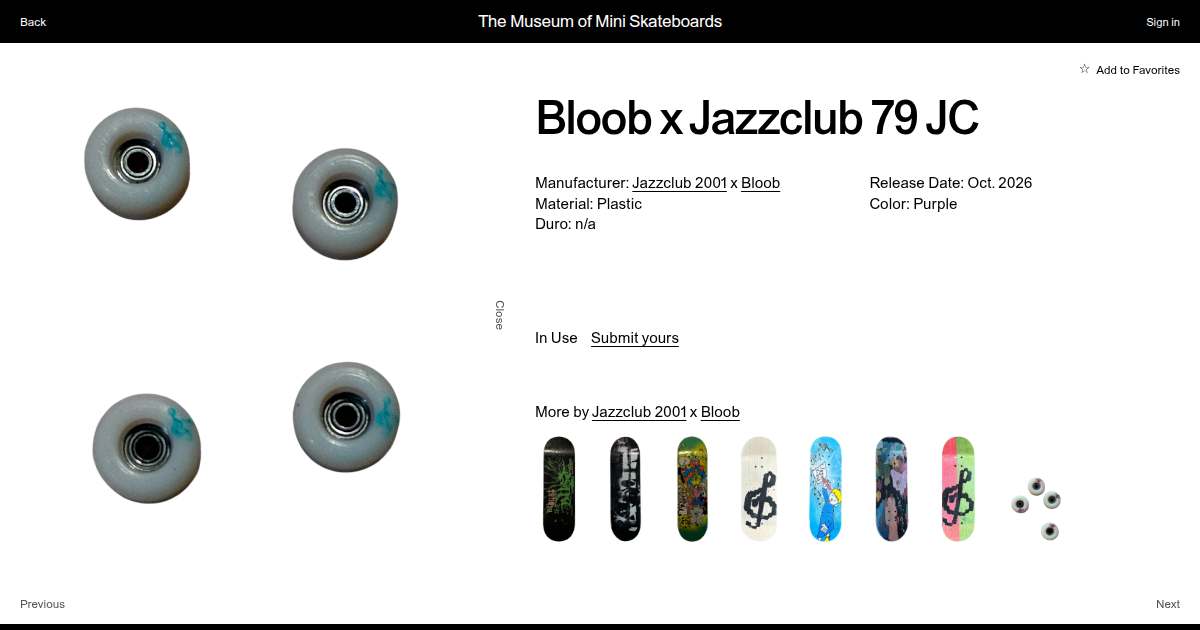 Back
The Museum of Mini Skateboards
Sign in
☆ Add to Favorites
Bloob x Jazzclub 79 JC
Manufacturer: Jazzclub 2001 x Bloob
Material: Plastic
Duro: n/a
Release Date: Oct. 2026
Color: Purple
Close
In Use Submit yours
More by Jazzclub 2001 x Bloob
Previous
Next